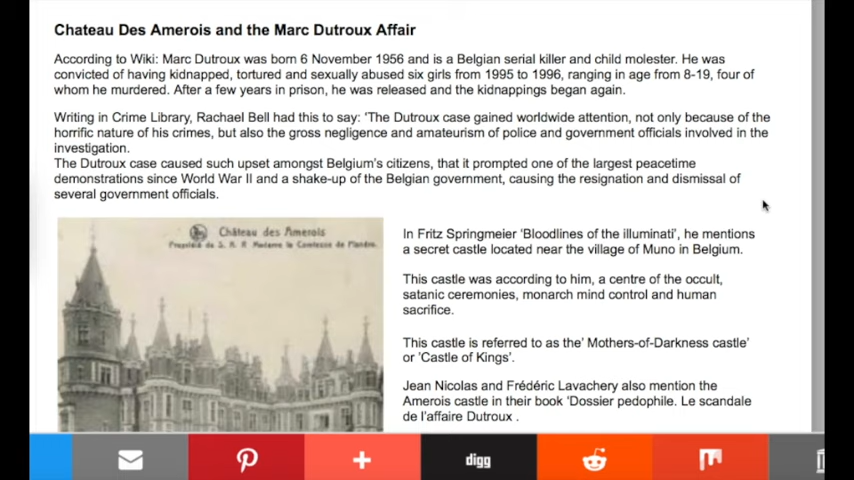 Chateau Des Amerois and the Marc Dutroux Affair
According to Wiki: Marc Dutroux was born 6 November 1956 and is a Belgian serial killer and child molester. He was
convicted of having kidnapped, tortured and sexually abused six girls from 1995 to 1996, ranging in age from 8-19, four of
whom he murdered. After a few years in prison, he was released and the kidnappings began again.
Writing in Crime Library, Rachael Bell had this to say: ‘The Dutroux case gained worldwide attention, not only because of the
horrific nature of his crimes, but also the gross negligence and amateurism of police and government officials involved in the
investigation.
The Dutroux case caused such upset amongst Belgium’s citizens, that it prompted one of the largest peacetime
demonstrations since World War II and a shake-up of the Belgian government, causing the resignation and dismissal of
several government officials.
Château des Amerois
Propriété de S. A. R. Madame la Comtesse de Flandre.
In Fritz Springmeier ‘Bloodlines of the illuminati’, he mentions
a secret castle located near the village of Muno in Belgium.
This castle was according to him, a centre of the occult,
satanic ceremonies, monarch mind control and human
sacrifice.
This castle is referred to as the‘ Mothers-of-Darkness castle’
or ‘Castle of Kings’.
Jean Nicolas and Frédéric Lavachery also mention the
Amerois castle in their book ‘Dossier pedophile. Le scandale
de l’affaire Dutroux .
digg